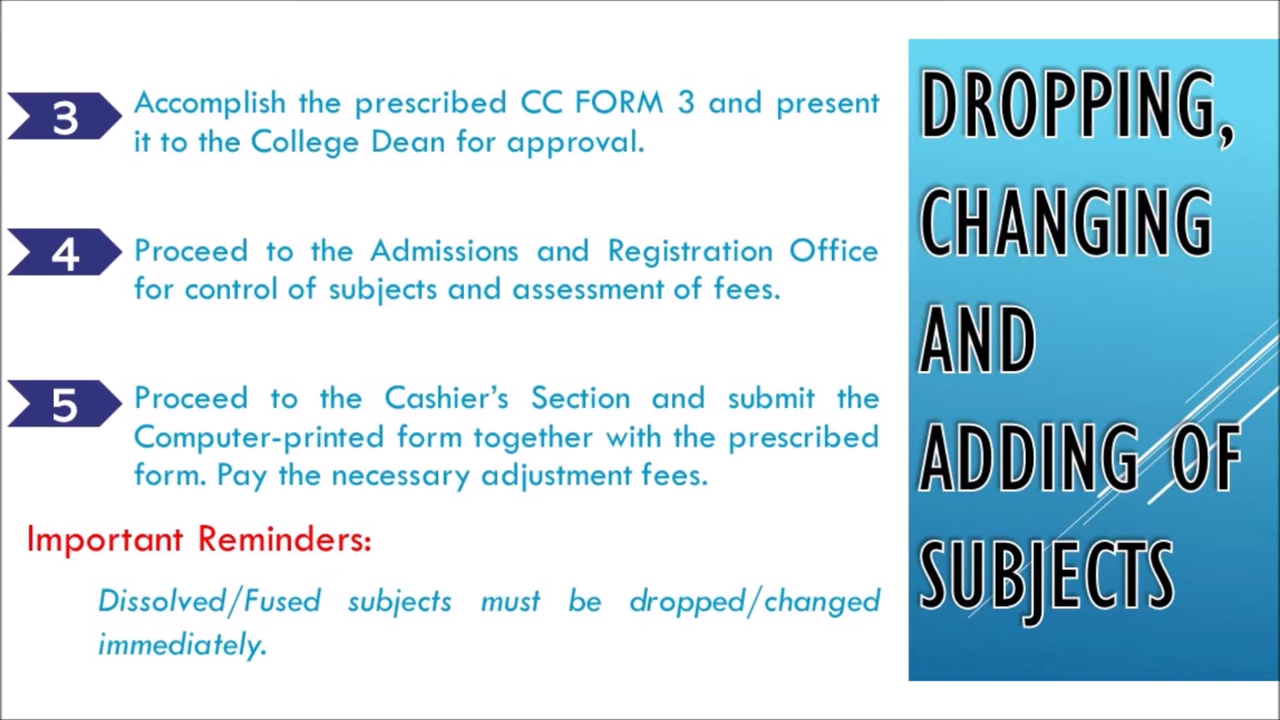 3
Accomplish the prescribed CC FORM 3 and present
it to the College Dean for approval.
4
Proceed to the Admissions and Registration Office
for control of subjects and assessment of fees.
5
Proceed to the Cashier’s Section and submit the
Computer-printed form together with the prescribed
form. Pay the necessary adjustment fees.
Important Reminders:
Dissolved/Fused subjects must be dropped/changed
immediately.
DROPPING,
CHANGING
AND
ADDING OF
SUBJECTS